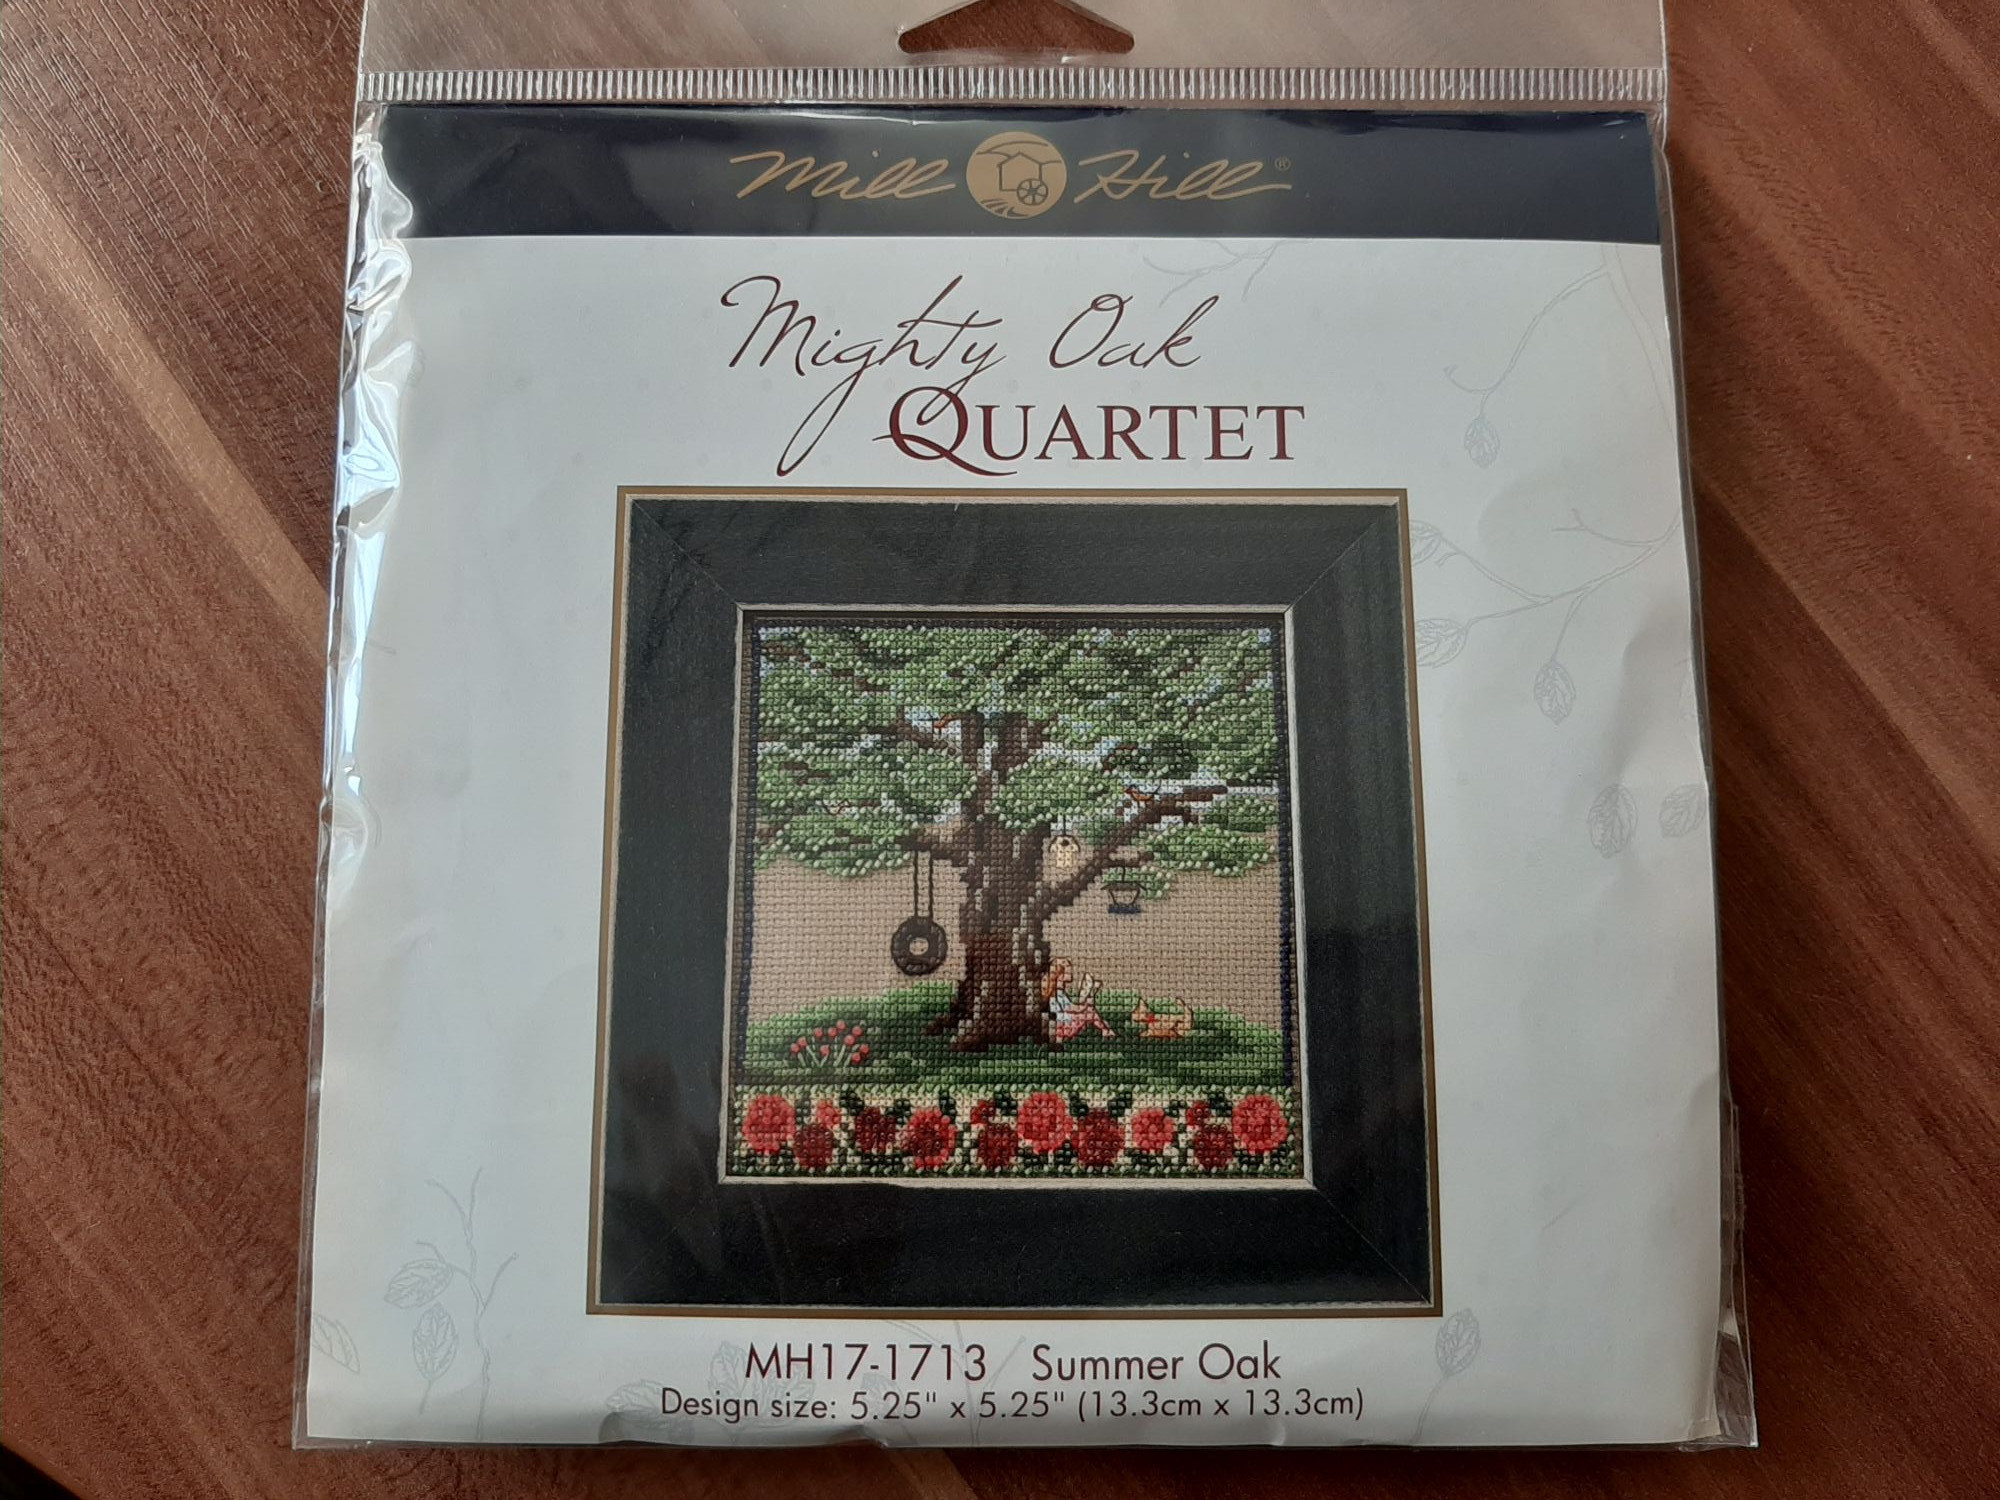 Mill Hill®
Mighty Oak
QUARTET
MH17-1713 Summer Oak
Design size: 5.25" x 5.25" (13.3cm x 13.3cm)